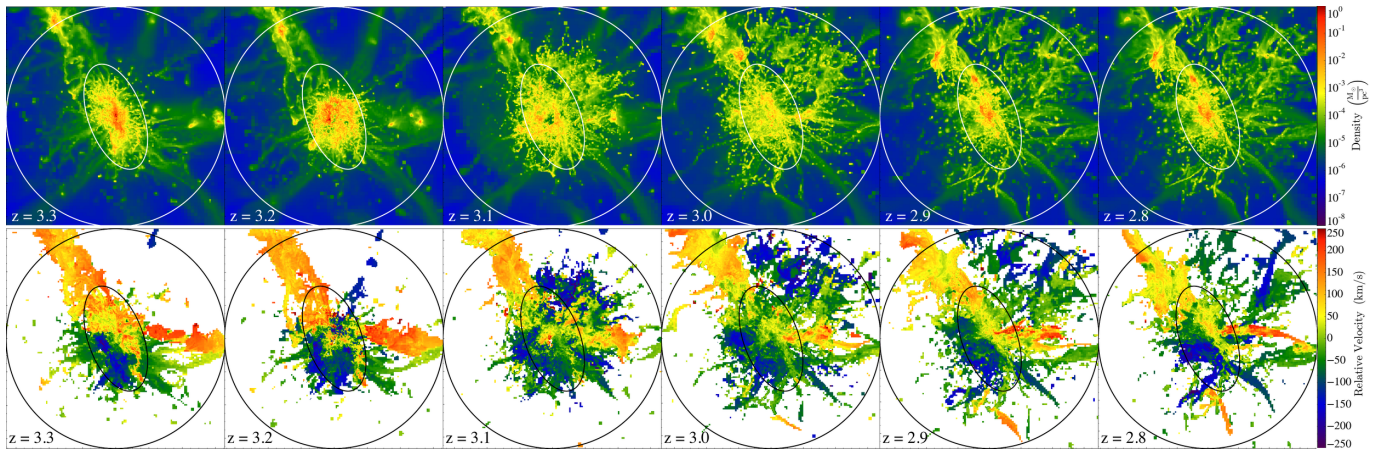 10⁰
10⁻¹
10⁻²
10⁻³
10⁻⁴
10⁻⁵
10⁻⁶
10⁻⁷
10⁻⁸
Density (M⊙/pc³)
z = 3.3
z = 3.2
z = 3.1
z = 3.0
z = 2.9
z = 2.8
250
200
150
100
50
0
−50
−100
−150
−200
−250
Relative Velocity (km/s)
z = 3.3
z = 3.2
z = 3.1
z = 3.0
z = 2.9
z = 2.8